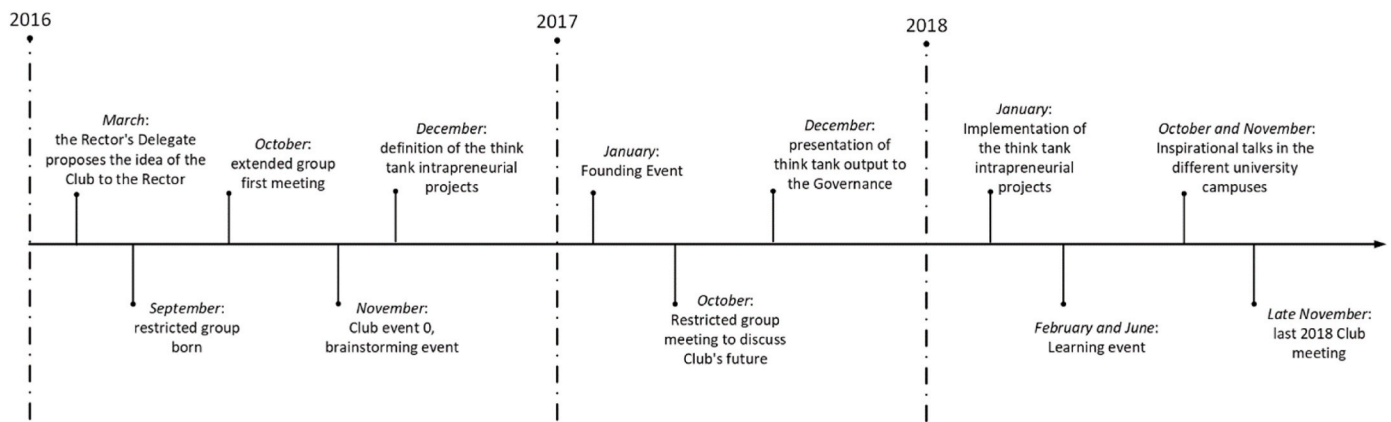 2016
2017
2018
March:
the Rector's Delegate
proposes the idea of the
Club to the Rector
September:
restricted group
born
October:
extended group
first meeting
November:
Club event 0,
brainstorming event
December:
definition of the think
tank intrapreneurial
projects
January:
Founding Event
October:
Restricted group
meeting to discuss
Club's future
December:
presentation of
think tank output to
the Governance
January:
Implementation of
the think tank
intrapreneurial
projects
February and June:
Learning event
October and November:
Inspirational talks in the
different university
campuses
Late November:
last 2018 Club
meeting